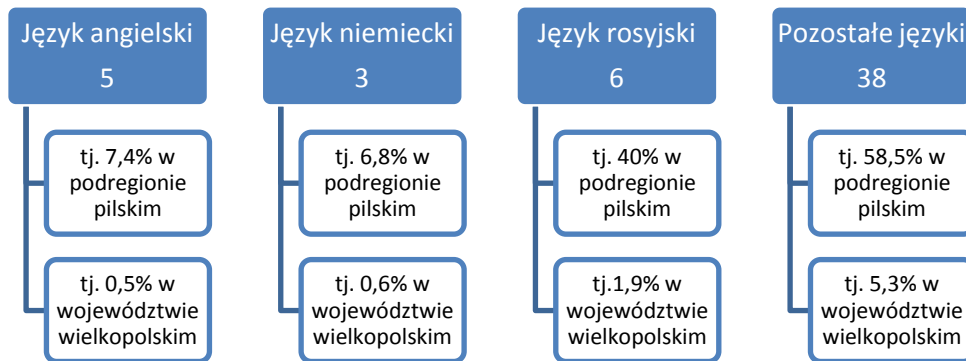 Język angielski
5
tj. 7,4% w
podregionie
pilskim
tj. 0,5% w
województwie
wielkopolskim
Język niemiecki
3
tj. 6,8% w
podregionie
pilskim
tj. 0,6% w
województwie
wielkopolskim
Język rosyjski
6
tj. 40% w
podregionie
pilskim
tj.1,9% w
województwie
wielkopolskim
Pozostałe języki
38
tj. 58,5% w
podregionie
pilskim
tj. 5,3% w
województwie
wielkopolskim